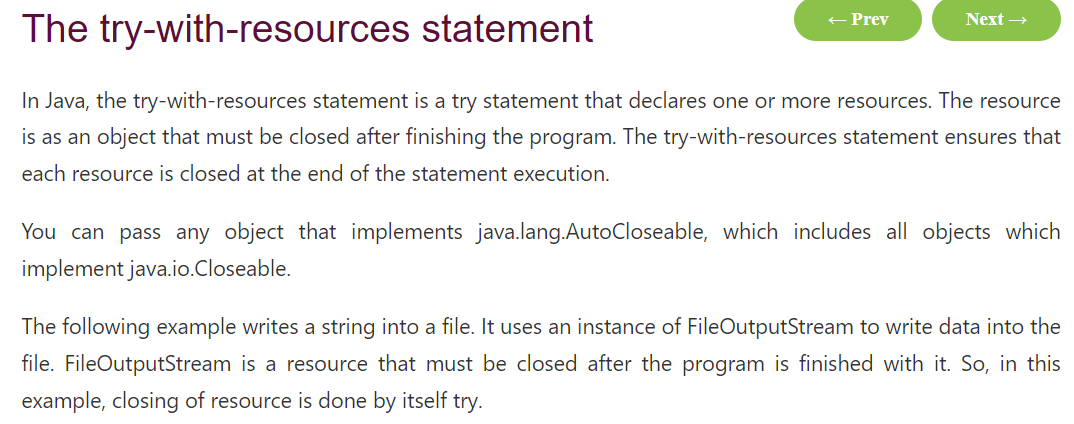 The try-with-resources statement
← Prev
Next →
In Java, the try-with-resources statement is a try statement that declares one or more resources. The resource
is as an object that must be closed after finishing the program. The try-with-resources statement ensures that
each resource is closed at the end of the statement execution.
You can pass any object that implements java.lang.AutoCloseable, which includes all objects which
implement java.io.Closeable.
The following example writes a string into a file. It uses an instance of FileOutputStream to write data into the
file. FileOutputStream is a resource that must be closed after the program is finished with it. So, in this
example, closing of resource is done by itself try.